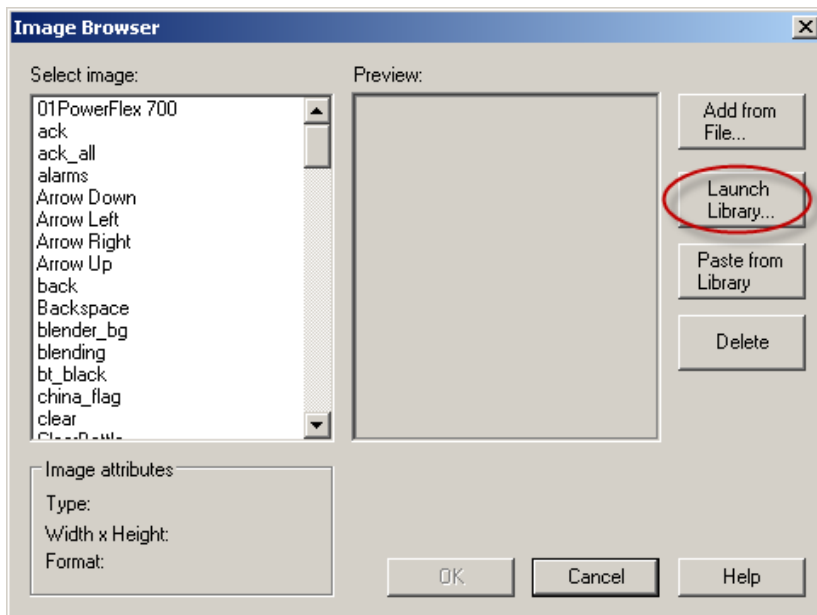 Image Browser
Select image:
Preview:
01PowerFlex 700
ack
ack_all
alarms
Arrow Down
Arrow Left
Arrow Right
Arrow Up
back
Backspace
blender_bg
blending
bt_black
china_flag
clear
Add from
File...
Launch
Library...
Paste from
Library
Delete
Image attributes
Type:
Width x Height:
Format:
OK
Cancel
Help